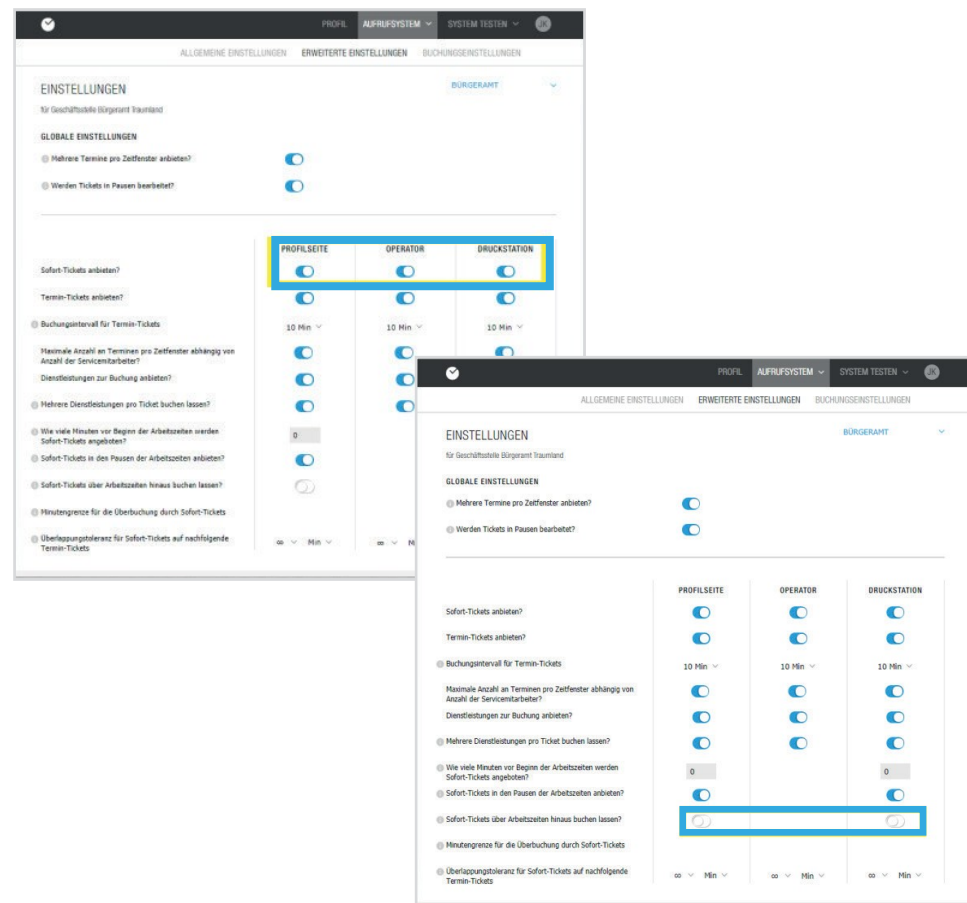 PROFIL AUFRUFSYSTEM SYSTEM TESTEN JK
ALLGEMEINE EINSTELLUNGEN ERWEITERTE EINSTELLUNGEN BUCHUNGSEINSTELLUNGEN
EINSTELLUNGEN BÜRGERAMT
für Geschäftsstelle Bürgeramt Traumland
GLOBALE EINSTELLUNGEN
Mehrere Termine pro Zeitfenster anbieten?
Werden Tickets in Pausen bearbeitet?
PROFILSEITE OPERATOR DRUCKSTATION
Sofort-Tickets anbieten?
Termin-Tickets anbieten?
Buchungsintervall für Termin-Tickets 10 Min 10 Min 10 Min
Maximale Anzahl an Terminen pro Zeitfenster abhängig von
Anzahl der Servicemitarbeiter?
Dienstleistungen zur Buchung anbieten?
Mehrere Dienstleistungen pro Ticket buchen lassen?
Wie viele Minuten vor Beginn der Arbeitszeiten werden
Sofort-Tickets angeboten? 0
Sofort-Tickets in den Pausen der Arbeitszeiten anbieten?
Sofort-Tickets über Arbeitszeiten hinaus buchen lassen?
Minutengrenze für die Überbuchung durch Sofort-Tickets
Überlappungstoleranz für Sofort-Tickets auf nachfolgende
Termin-Tickets ∞ Min ∞ M
PROFIL AUFRUFSYSTEM SYSTEM TESTEN JK
ALLGEMEINE EINSTELLUNGEN ERWEITERTE EINSTELLUNGEN BUCHUNGSEINSTELLUNGEN
EINSTELLUNGEN BÜRGERAMT
für Geschäftsstelle Bürgeramt Traumland
GLOBALE EINSTELLUNGEN
Mehrere Termine pro Zeitfenster anbieten?
Werden Tickets in Pausen bearbeitet?
PROFILSEITE OPERATOR DRUCKSTATION
Sofort-Tickets anbieten?
Termin-Tickets anbieten?
Buchungsintervall für Termin-Tickets 10 Min 10 Min 10 Min
Maximale Anzahl an Terminen pro Zeitfenster abhängig von
Anzahl der Servicemitarbeiter?
Dienstleistungen zur Buchung anbieten?
Mehrere Dienstleistungen pro Ticket buchen lassen?
Wie viele Minuten vor Beginn der Arbeitszeiten werden
Sofort-Tickets angeboten? 0 0
Sofort-Tickets in den Pausen der Arbeitszeiten anbieten?
Sofort-Tickets über Arbeitszeiten hinaus buchen lassen?
Minutengrenze für die Überbuchung durch Sofort-Tickets
Überlappungstoleranz für Sofort-Tickets auf nachfolgende
Termin-Tickets ∞ Min ∞ Min ∞ Min